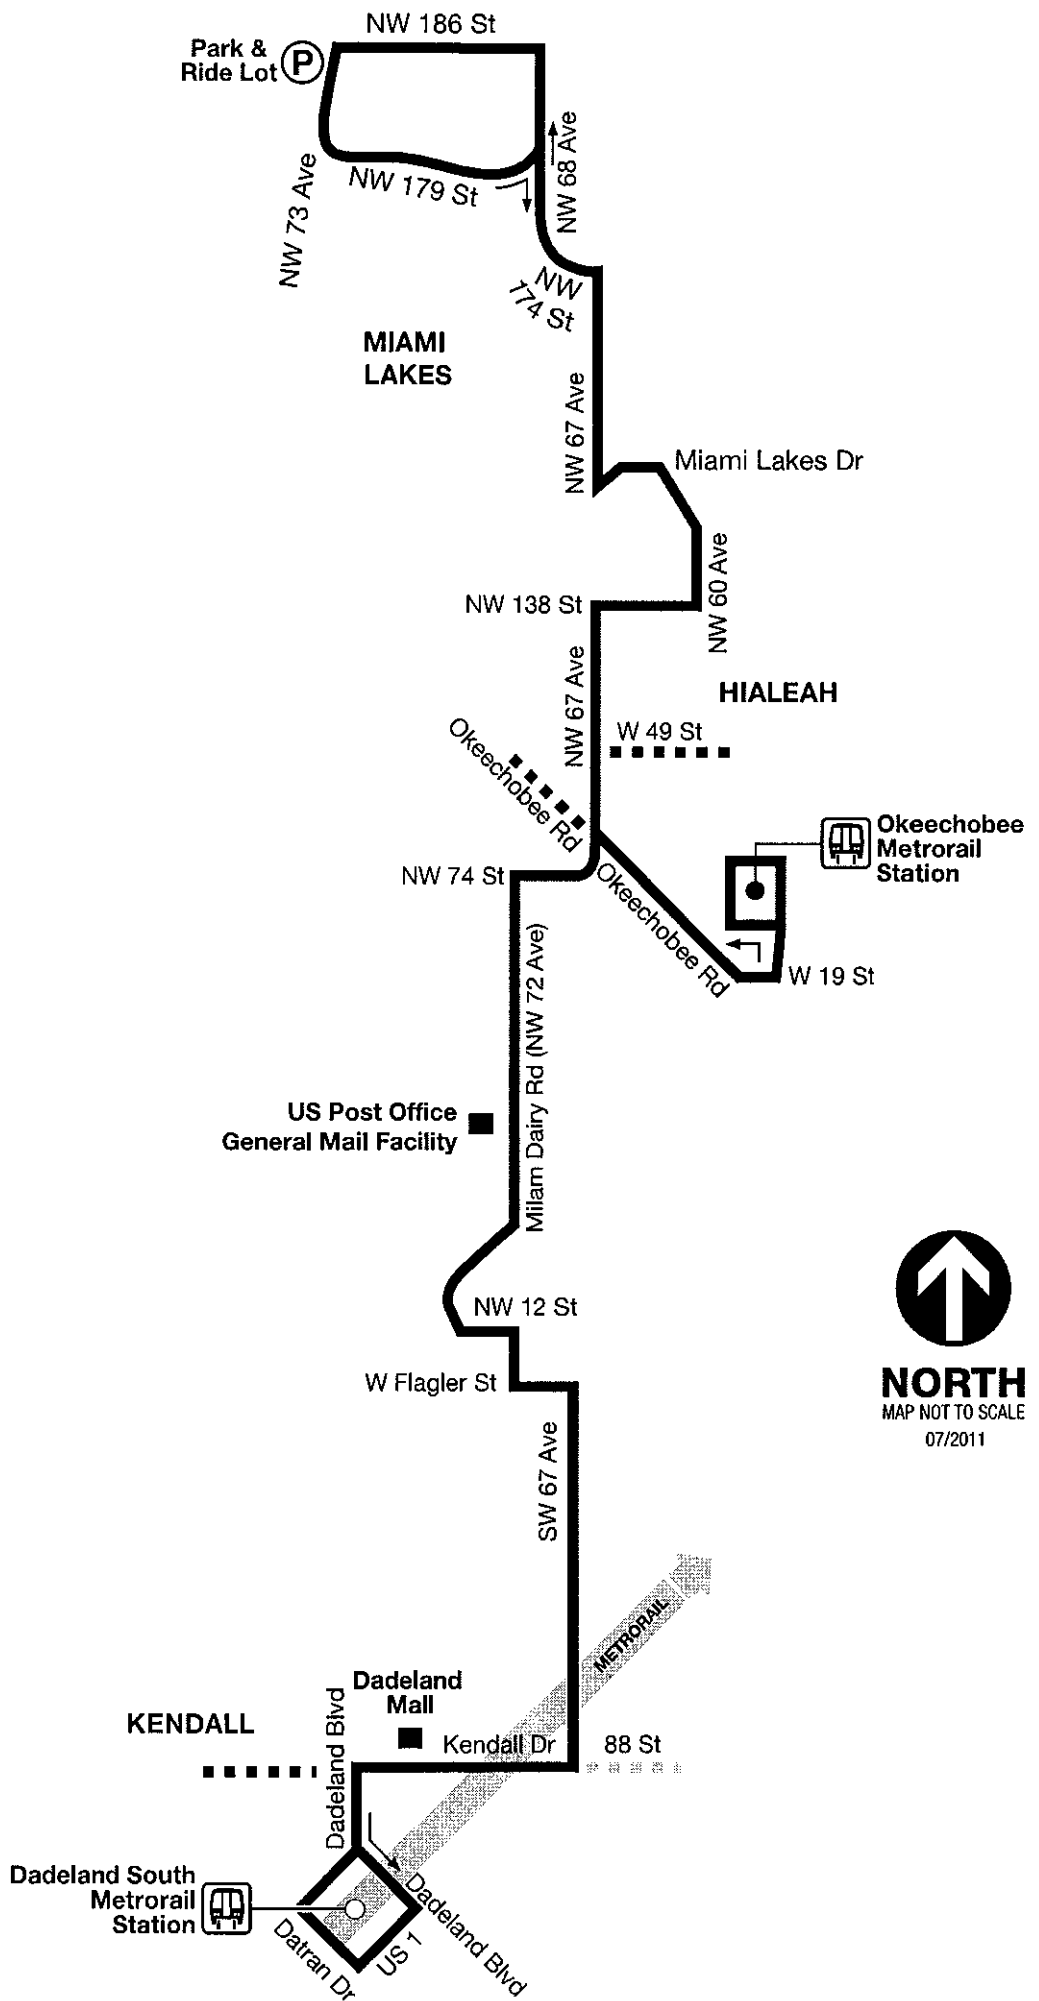 NW 186 St
Park &
Ride Lot
P
NW 68 Ave
NW 179 St
NW 73 Ave
NW
174 St
MIAMI
LAKES
NW 67 Ave
Miami Lakes Dr
NW 60 Ave
NW 138 St
NW 67 Ave
HIALEAH
W 49 St
Okeechobee Rd
Okeechobee
Metrorail
Station
NW 74 St
Okeechobee Rd
W 19 St
Milam Dairy Rd (NW 72 Ave)
US Post Office
General Mail Facility
NW 12 St
W Flagler St
NORTH
MAP NOT TO SCALE
07/2011
SW 67 Ave
METRORAIL
Dadeland
Mall
KENDALL
Dadeland Blvd
Kendall Dr
88 St
Dadeland South
Metrorail
Station
Dadeland Blvd
US 1
Datran Dr